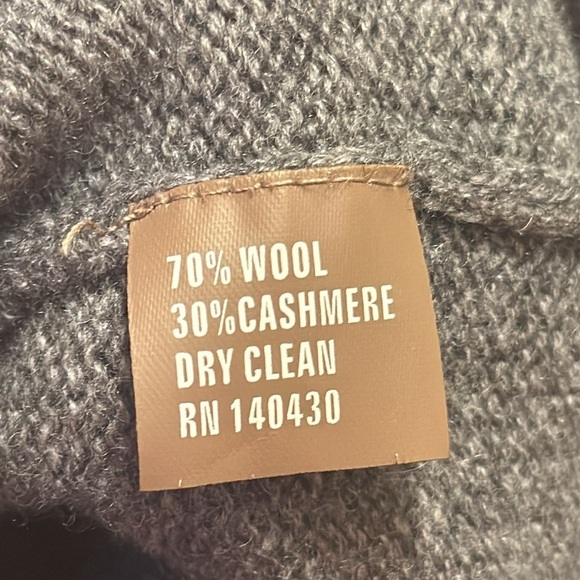 70% WOOL
30%CASHMERE
DRY CLEAN
RN 140430